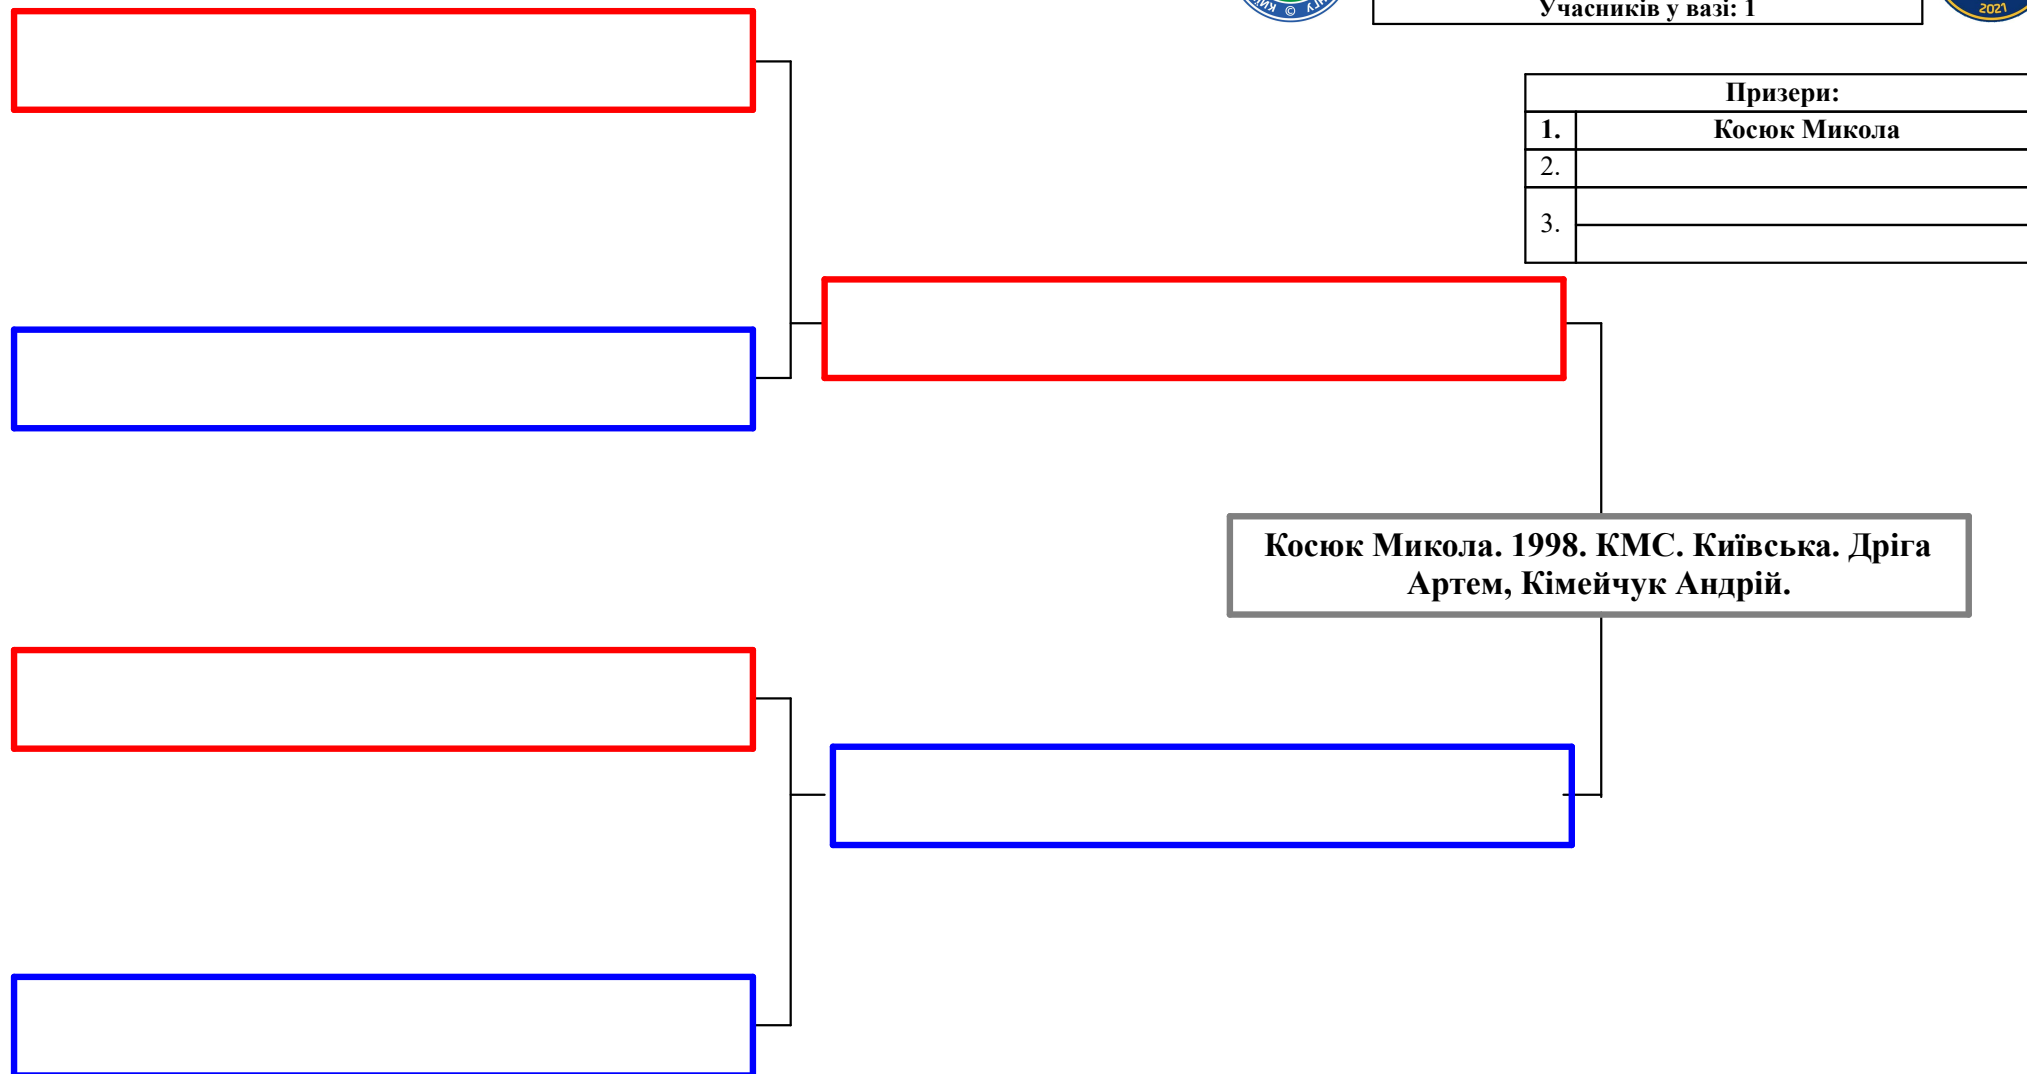 Учасників у вазі: 1
2021
Призери:
1. Косюк Микола
2.
3.
Косюк Микола. 1998. КМС. Київська. Дріга
Артем, Кімейчук Андрій.